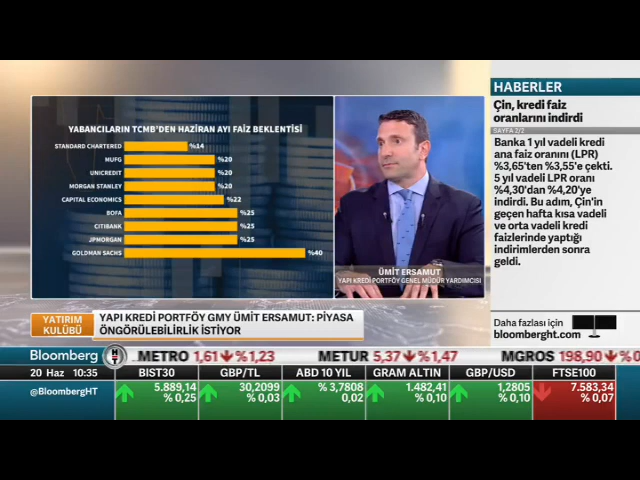 YABANCILARIN TCMB'DEN HAZİRAN AYI FAİZ BEKLENTİSİ
STANDARD CHARTERED %14
MUFG %20
UNICREDIT %20
MORGAN STANLEY %20
CAPITAL ECONOMICS %22
BOFA %25
CITIBANK %25
JPMORGAN %25
GOLDMAN SACHS %40
ÜMİT ERSAMUT
YAPI KREDİ PORTFÖY GENEL MÜDÜR YARDIMCISI
HABERLER
Çin, kredi faiz
oranlarını indirdi
SAYFA 2/2
Banka 1 yıl vadeli kredi
ana faiz oranını (LPR)
%3,65'ten %3,55'e çekti.
5 yıl vadeli LPR oranı
%4,30'dan %4,20'ye
indirdi. Bu adım, Çin'in
geçen hafta kısa vadeli
ve orta vadeli kredi
faizlerinde yaptığı
indirimlerden sonra
geldi.
Daha fazlası için
bloomberght.com
YATIRIM
KULÜBÜ
YAPI KREDİ PORTFÖY GMY ÜMİT ERSAMUT: PİYASA
ÖNGÖRÜLEBİLİRLİK İSTİYOR
Bloomberg HT
METRO 1,61 %1,23 METUR 5,37 %1,47 MGROS 198,90 %0
20 Haz 10:35
@BloombergHT
BIST30
5.889,14
% 0,25
GBP/TL
30,2099
% 0,03
ABD 10 YIL
% 3,7808
0,02
GRAM ALTIN
1.482,41
% 0,10
GBP/USD
1,2805
% 0,10
FTSE100
7.583,34
% 0,07